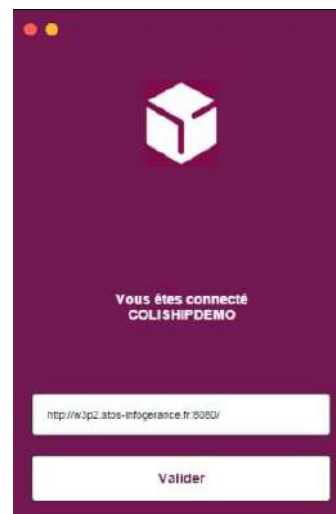 Vous êtes connecté
COLISHIPDEMO
http://w3p2.atos-infogerance.fr:8080/
Valider